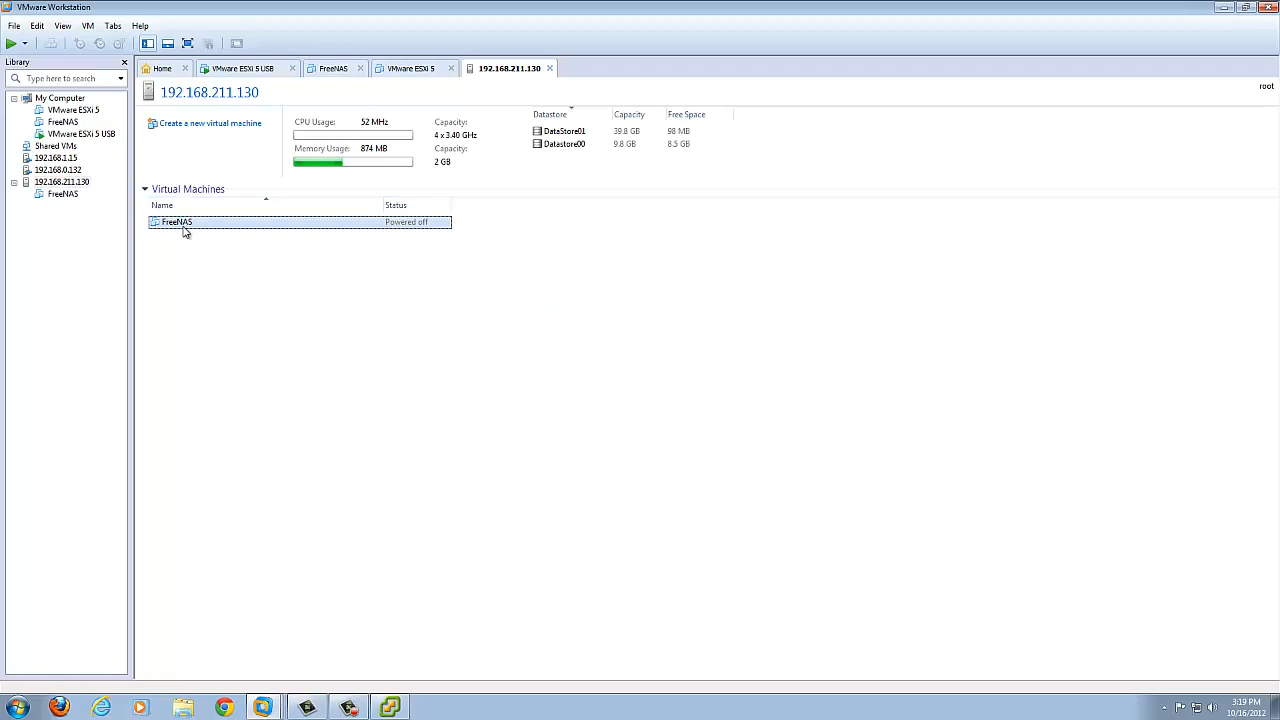 VMware Workstation
File Edit View VM Tabs Help
Library
Type here to search
My Computer
VMware ESXi 5
FreeNAS
VMware ESXi 5 USB
Shared VMs
192.168.1.15
192.168.0.132
192.168.211.130
FreeNAS
Home VMware ESXi 5 USB FreeNAS VMware ESXi 5 192.168.211.130
192.168.211.130 root
Create a new virtual machine
CPU Usage: 52 MHz Capacity:
4 x 3.40 GHz
Memory Usage: 874 MB Capacity:
2 GB
Datastore Capacity Free Space
DataStore01 39.8 GB 98 MB
Datastore00 9.8 GB 8.5 GB
Virtual Machines
Name Status
FreeNAS Powered off
3:19 PM
10/16/2012